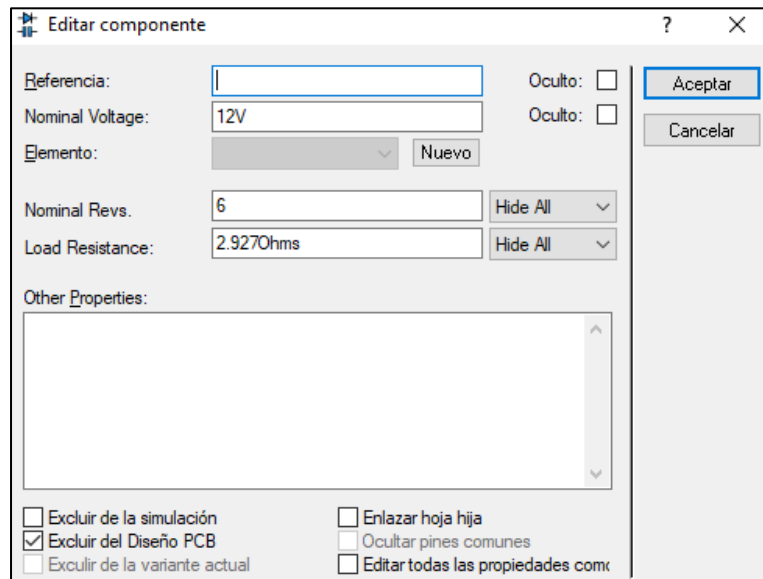 Editar componente ? X
Referencia: Oculto: Aceptar
Nominal Voltage: 12V Oculto: Cancelar
Elemento: Nuevo
Nominal Revs. 6 Hide All
Load Resistance: 2.927Ohms Hide All
Other Properties:
Excluir de la simulación Enlazar hoja hija
Excluir del Diseño PCB Ocultar pines comunes
Exculir de la variante actual Editar todas las propiedades como